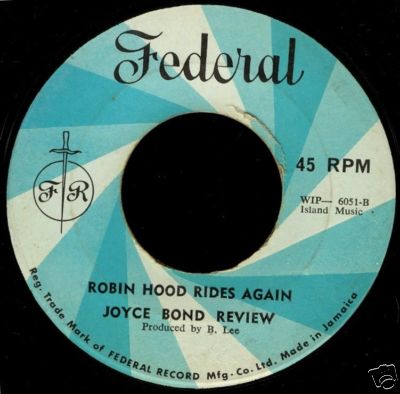 Federal
45 RPM
F R
WIP— 6051-B
Island Music
ROBIN HOOD RIDES AGAIN
JOYCE BOND REVIEW
Produced by B. Lee
Reg. Trade Mark of FEDERAL RECORD Mfg. Co. Ltd. Made in Jamaica